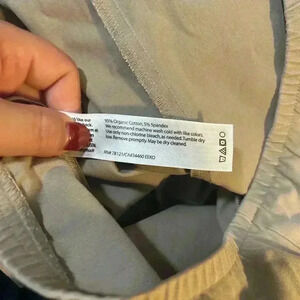 95% Organic Cotton, 5% Spandex
We recommend machine wash cold with like colors.
Use only non-chlorine bleach, as needed. Tumble dry
low. Remove promptly. May be dry cleaned.